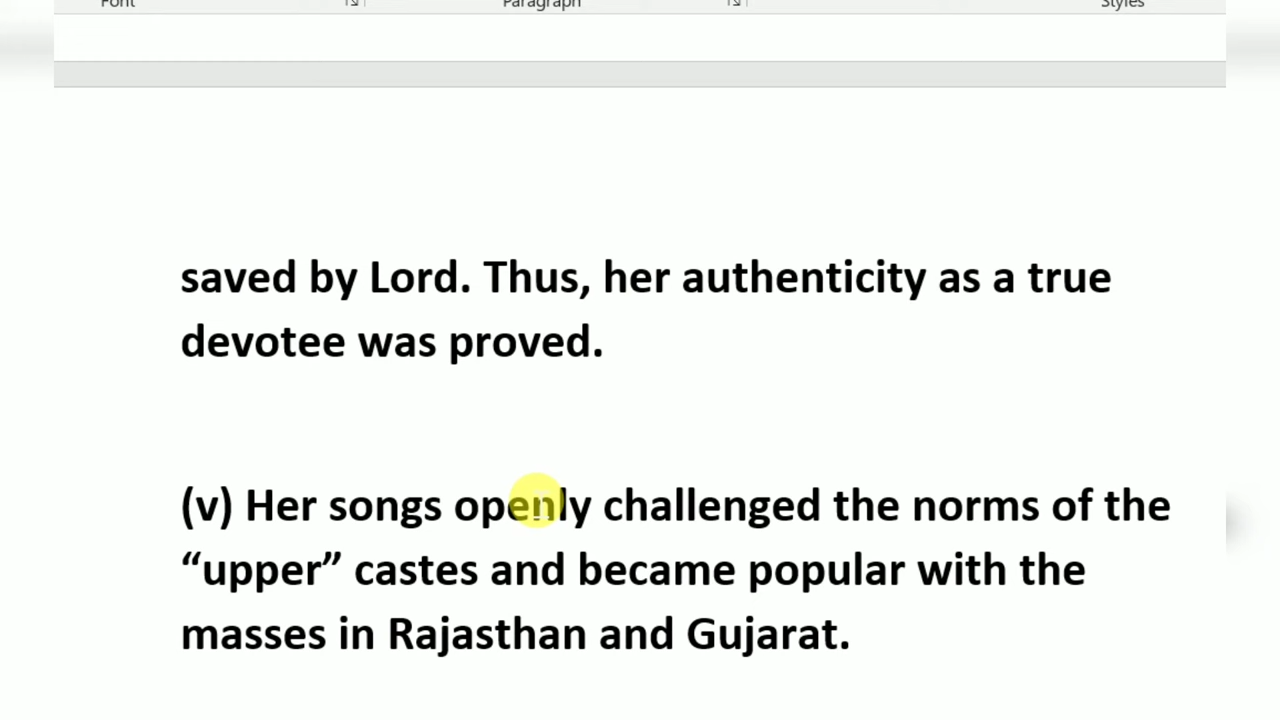 Font Paragraph Styles
saved by Lord. Thus, her authenticity as a true
devotee was proved.
(v) Her songs openly challenged the norms of the
“upper” castes and became popular with the
masses in Rajasthan and Gujarat.